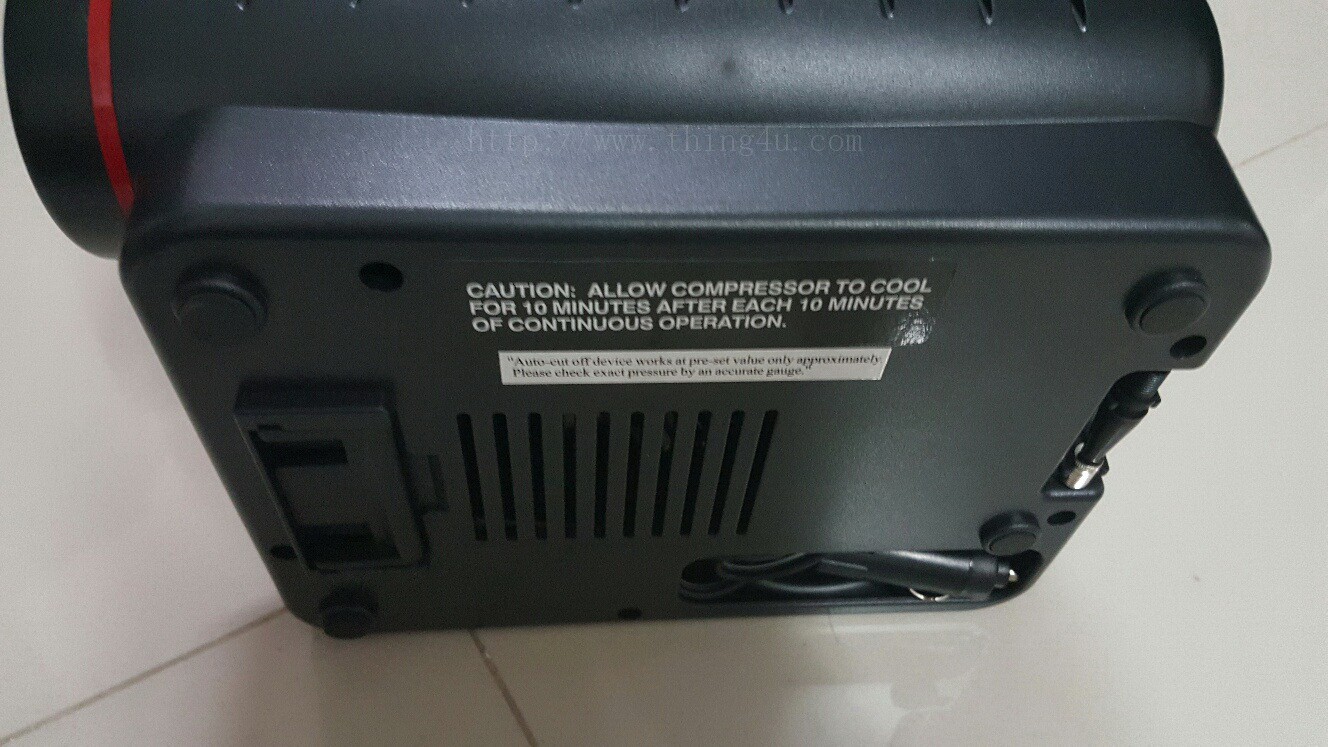 http://www.thing4u.com
CAUTION: ALLOW COMPRESSOR TO COOL
FOR 10 MINUTES AFTER EACH 10 MINUTES
OF CONTINUOUS OPERATION.
"Auto-cut off device works at pre-set value only approximately.
Please check exact pressure by an accurate gauge."